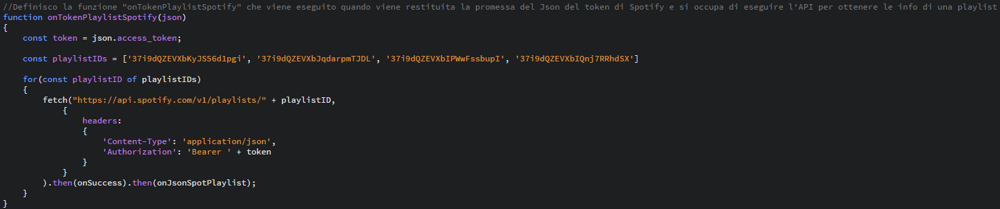 //Definisco la funzione "onTokenPlaylistSpotify" che viene eseguito quando viene restituita la promessa del Json del token di Spotify e si occupa di eseguire l'API per ottenere le info di una playlist
function onTokenPlaylistSpotify(json)
{
    const token = json.access_token;

    const playlistIDs = ['37i9dQZEVXbKyJS56d1pgi', '37i9dQZEVXbJqdarpmTJDL', '37i9dQZEVXbIPWwFssbupI', '37i9dQZEVXbIQnj7RRhdSX']

    for(const playlistID of playlistIDs)
    {
        fetch("https://api.spotify.com/v1/playlists/" + playlistID,
            {
                headers:
                {
                    'Content-Type': 'application/json',
                    'Authorization': 'Bearer ' + token
                }
            }
        ).then(onSuccess).then(onJsonSpotPlaylist);
    }
}